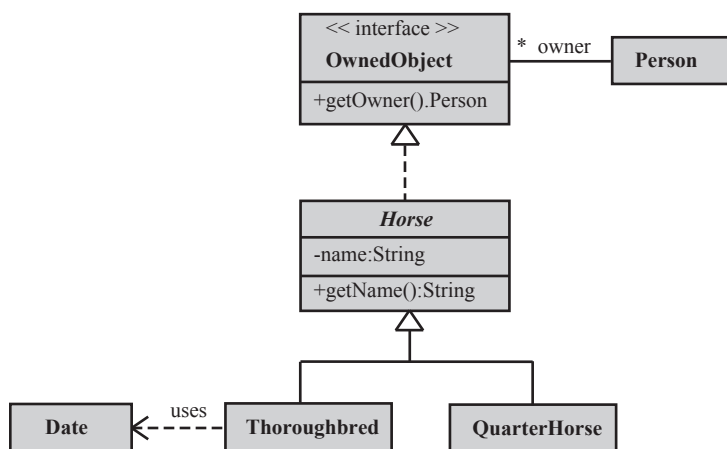 << interface >>
OwnedObject
* owner
Person
+getOwner().Person
Horse
-name:String
+getName():String
Date
uses
Thoroughbred
QuarterHorse